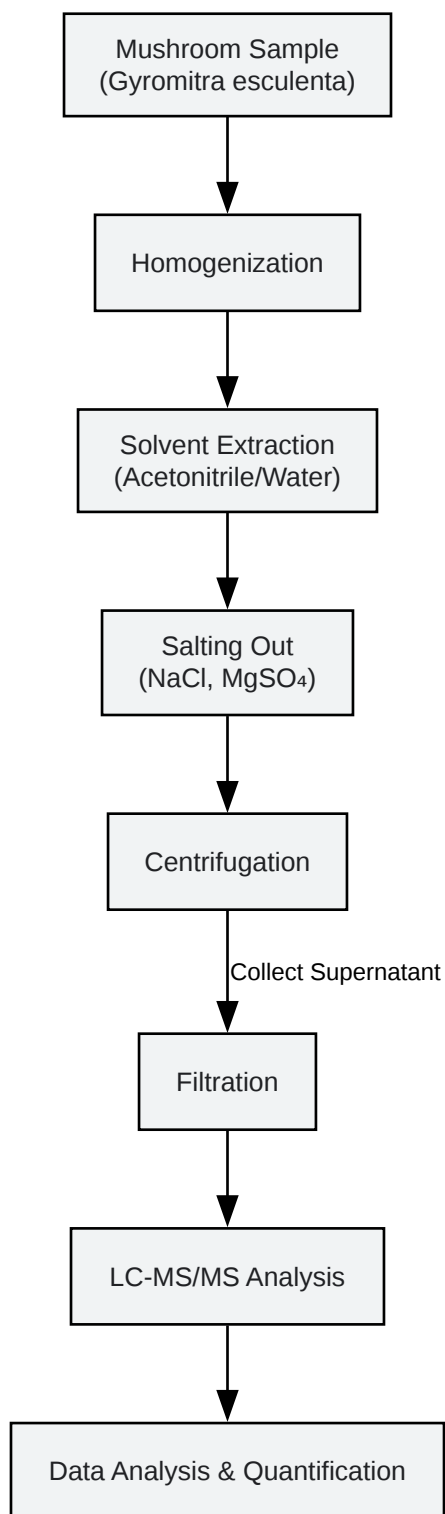 Mushroom Sample
(Gyromitra esculenta)
Homogenization
Solvent Extraction
(Acetonitrile/Water)
Salting Out
(NaCl, MgSO₄)
Centrifugation
Collect Supernatant
Filtration
LC-MS/MS Analysis
Data Analysis & Quantification